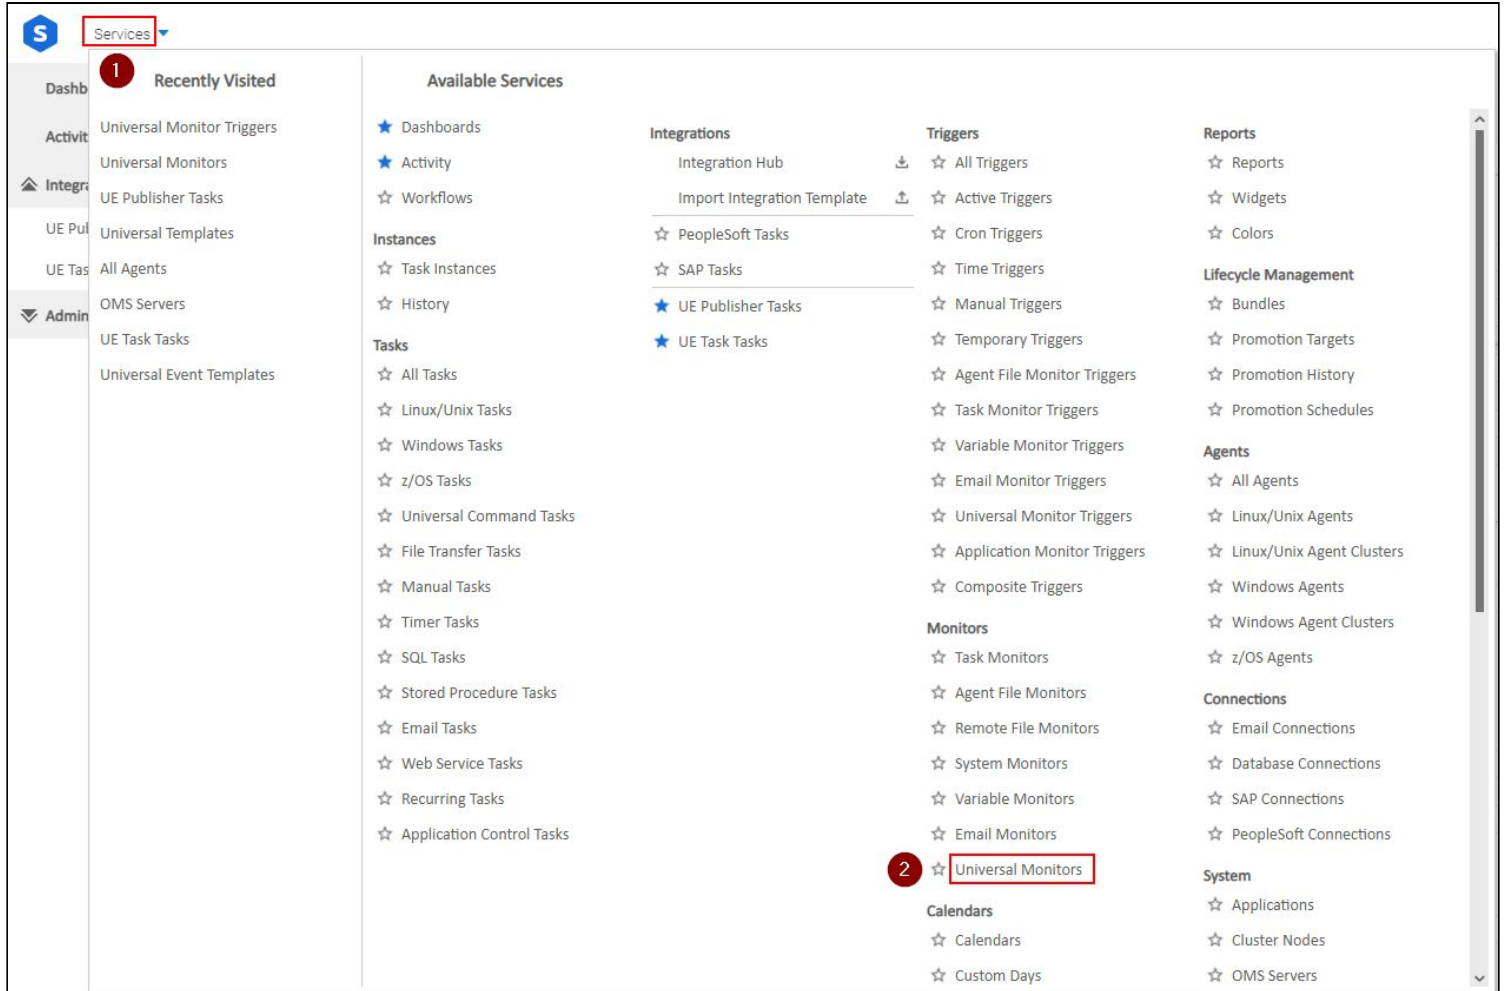 S
Services
1
Dashb
Activit
Integra
UE Pul
UE Tas
Admin
Recently Visited
Universal Monitor Triggers
Universal Monitors
UE Publisher Tasks
Universal Templates
All Agents
OMS Servers
UE Task Tasks
Universal Event Templates
Available Services
Dashboards
Activity
Workflows
Instances
Task Instances
History
Tasks
All Tasks
Linux/Unix Tasks
Windows Tasks
z/OS Tasks
Universal Command Tasks
File Transfer Tasks
Manual Tasks
Timer Tasks
SQL Tasks
Stored Procedure Tasks
Email Tasks
Web Service Tasks
Recurring Tasks
Application Control Tasks
Integrations
Integration Hub
Import Integration Template
PeopleSoft Tasks
SAP Tasks
UE Publisher Tasks
UE Task Tasks
Triggers
All Triggers
Active Triggers
Cron Triggers
Time Triggers
Manual Triggers
Temporary Triggers
Agent File Monitor Triggers
Task Monitor Triggers
Variable Monitor Triggers
Email Monitor Triggers
Universal Monitor Triggers
Application Monitor Triggers
Composite Triggers
Monitors
Task Monitors
Agent File Monitors
Remote File Monitors
System Monitors
Variable Monitors
Email Monitors
2
Universal Monitors
Calendars
Calendars
Custom Days
Reports
Reports
Widgets
Colors
Lifecycle Management
Bundles
Promotion Targets
Promotion History
Promotion Schedules
Agents
All Agents
Linux/Unix Agents
Linux/Unix Agent Clusters
Windows Agents
Windows Agent Clusters
z/OS Agents
Connections
Email Connections
Database Connections
SAP Connections
PeopleSoft Connections
System
Applications
Cluster Nodes
OMS Servers